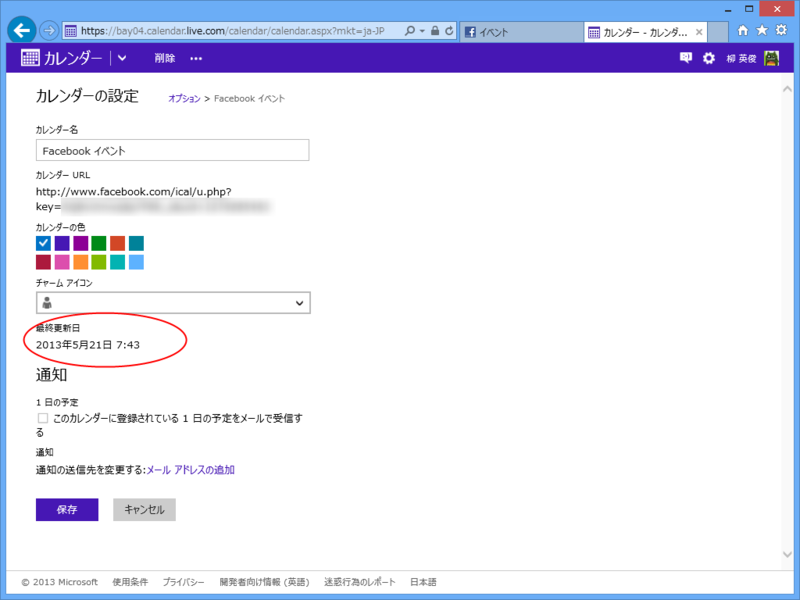 https://bay04.calendar.live.com/calendar/calendar.aspx?mkt=ja-JP
イベント
カレンダー - カレンダ...
カレンダー
削除
柳 英俊
カレンダーの設定
オプション > Facebook イベント
カレンダー名
Facebook イベント
カレンダー URL
http://www.facebook.com/ical/u.php?
key=
カレンダーの色
チャーム アイコン
最終更新日
2013年5月21日 7:43
通知
1 日の予定
このカレンダーに登録されている 1 日の予定をメールで受信す
る
通知
通知の送信先を変更する:メール アドレスの追加
保存
キャンセル
© 2013 Microsoft 使用条件 プライバシー 開発者向け情報 (英語) 迷惑行為のレポート 日本語